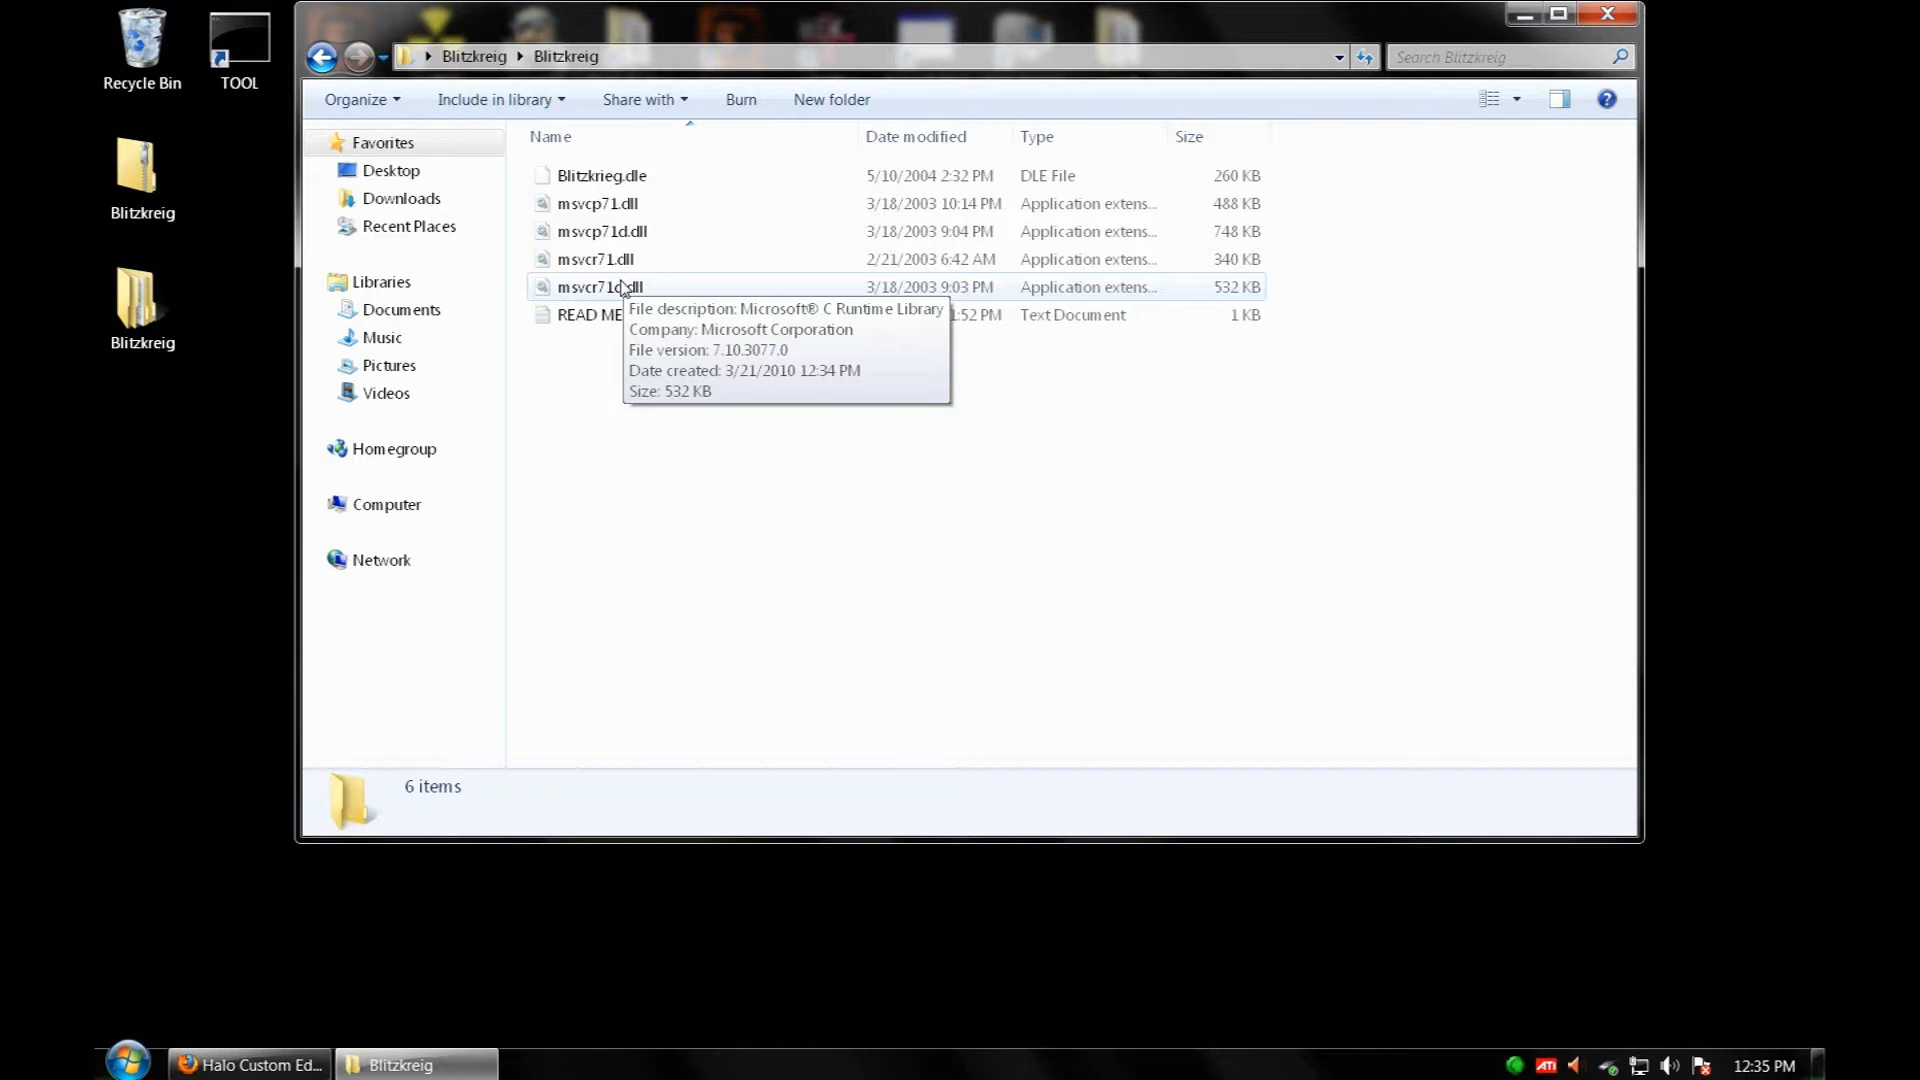 Recycle Bin
TOOL
Blitzkreig
Blitzkreig
Blitzkreig Blitzkreig
Search Blitzkreig
Organize Include in library Share with Burn New folder
Name Date modified Type Size
Favorites
Desktop
Downloads
Recent Places
Libraries
Documents
Music
Pictures
Videos
Homegroup
Computer
Network
Blitzkrieg.dle 5/10/2004 2:32 PM DLE File 260 KB
msvcp71.dll 3/18/2003 10:14 PM Application extens... 488 KB
msvcp71d.dll 3/18/2003 9:04 PM Application extens... 748 KB
msvcr71.dll 2/21/2003 6:42 AM Application extens... 340 KB
msvcr71d.dll 3/18/2003 9:03 PM Application extens... 532 KB
READ ME 1:52 PM Text Document 1 KB
File description: Microsoft® C Runtime Library
Company: Microsoft Corporation
File version: 7.10.3077.0
Date created: 3/21/2010 12:34 PM
Size: 532 KB
6 items
Halo Custom Ed...
Blitzkreig
ATI
12:35 PM